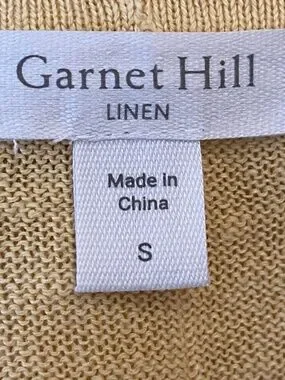 Garnet Hill
LINEN
Made in
China
S